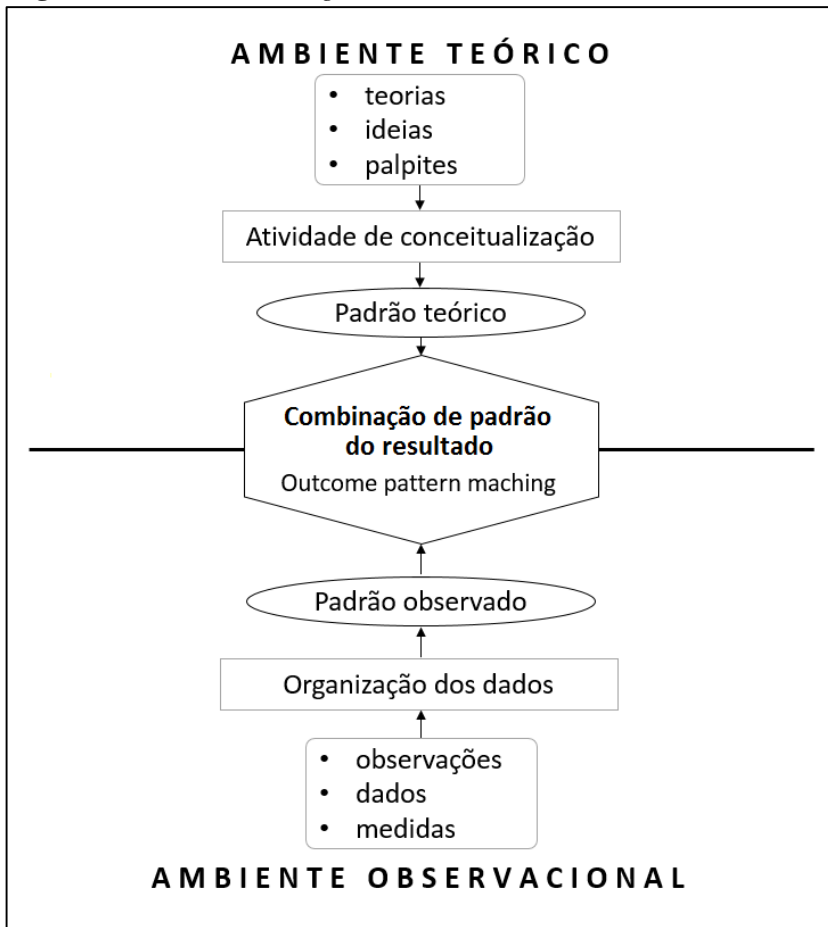 AMBIENTE TEÓRICO
• teorias
• ideias
• palpites
Atividade de conceitualização
Padrão teórico
Combinação de padrão
do resultado
Outcome pattern maching
Padrão observado
Organização dos dados
• observações
• dados
• medidas
AMBIENTE OBSERVACIONAL